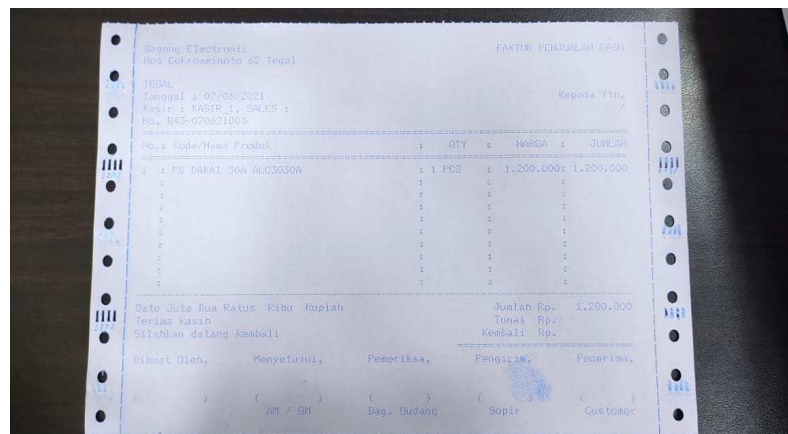 Bagong Electronic FAKTUR PENJUALAN CASH
Hos Cokroaminoto 62 Tegal
TEGAL
Tanggal : 07/06/2021 Kepada Yth,
Kasir : KASIR_1, SALES : /
No. R43-070621005
No.: Kode/Nama Produk : QTY : HARGA : JUMLAH
1 : PS DAKAI 30A ALC3030A : 1 PCS : 1.200.000: 1.200.000
Satu Juta Dua Ratus Ribu Rupiah Jumlah Rp. 1.200.000
Terima kasih Tunai Rp.
Silahkan datang kembali Kembali Rp.
Dibuat Oleh, Menyetujui, Pemeriksa, Pengirim, Penerima,
( ) ( ) ( ) ( ) ( )
AM / GM Bag. Gudang Sopir Customer